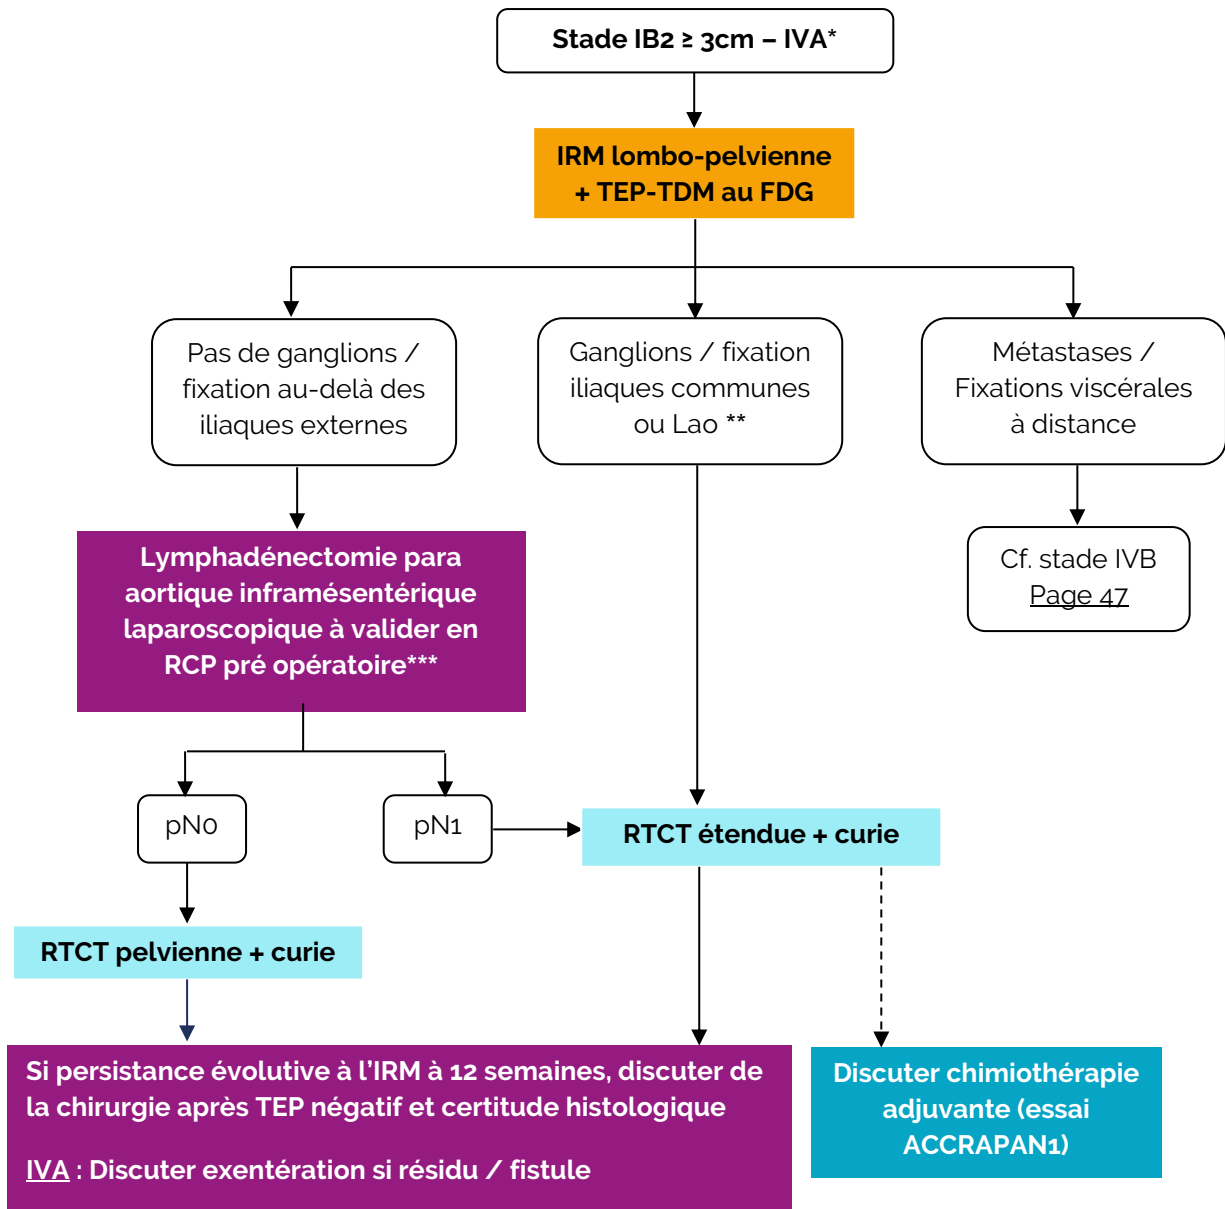 Stade IB2 ≥ 3cm – IVA*
IRM lombo-pelvienne
+ TEP-TDM au FDG
Pas de ganglions /
fixation au-delà des
iliaques externes
Ganglions / fixation
iliaques communes
ou Lao **
Métastases /
Fixations viscérales
à distance
Lymphadénectomie para
aortique inframésentérique
laparoscopique à valider en
RCP pré opératoire***
Cf. stade IVB
Page 47
pN0
pN1
RTCT étendue + curie
RTCT pelvienne + curie
Si persistance évolutive à l’IRM à 12 semaines, discuter de
la chirurgie après TEP négatif et certitude histologique
IVA : Discuter exentération si résidu / fistule
Discuter chimiothérapie
adjuvante (essai
ACCRAPAN1)